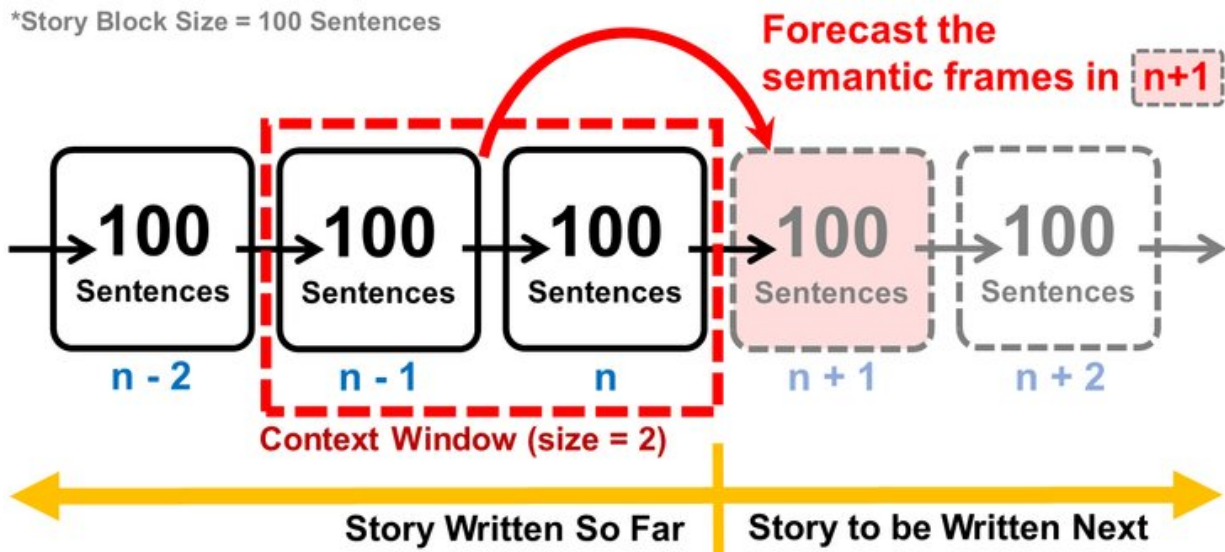 *Story Block Size = 100 Sentences
Forecast the
semantic frames in n+1
100 100 100 100 100
Sentences Sentences Sentences Sentences Sentences
n - 2 n - 1 n n + 1 n + 2
Context Window (size = 2)
Story Written So Far Story to be Written Next